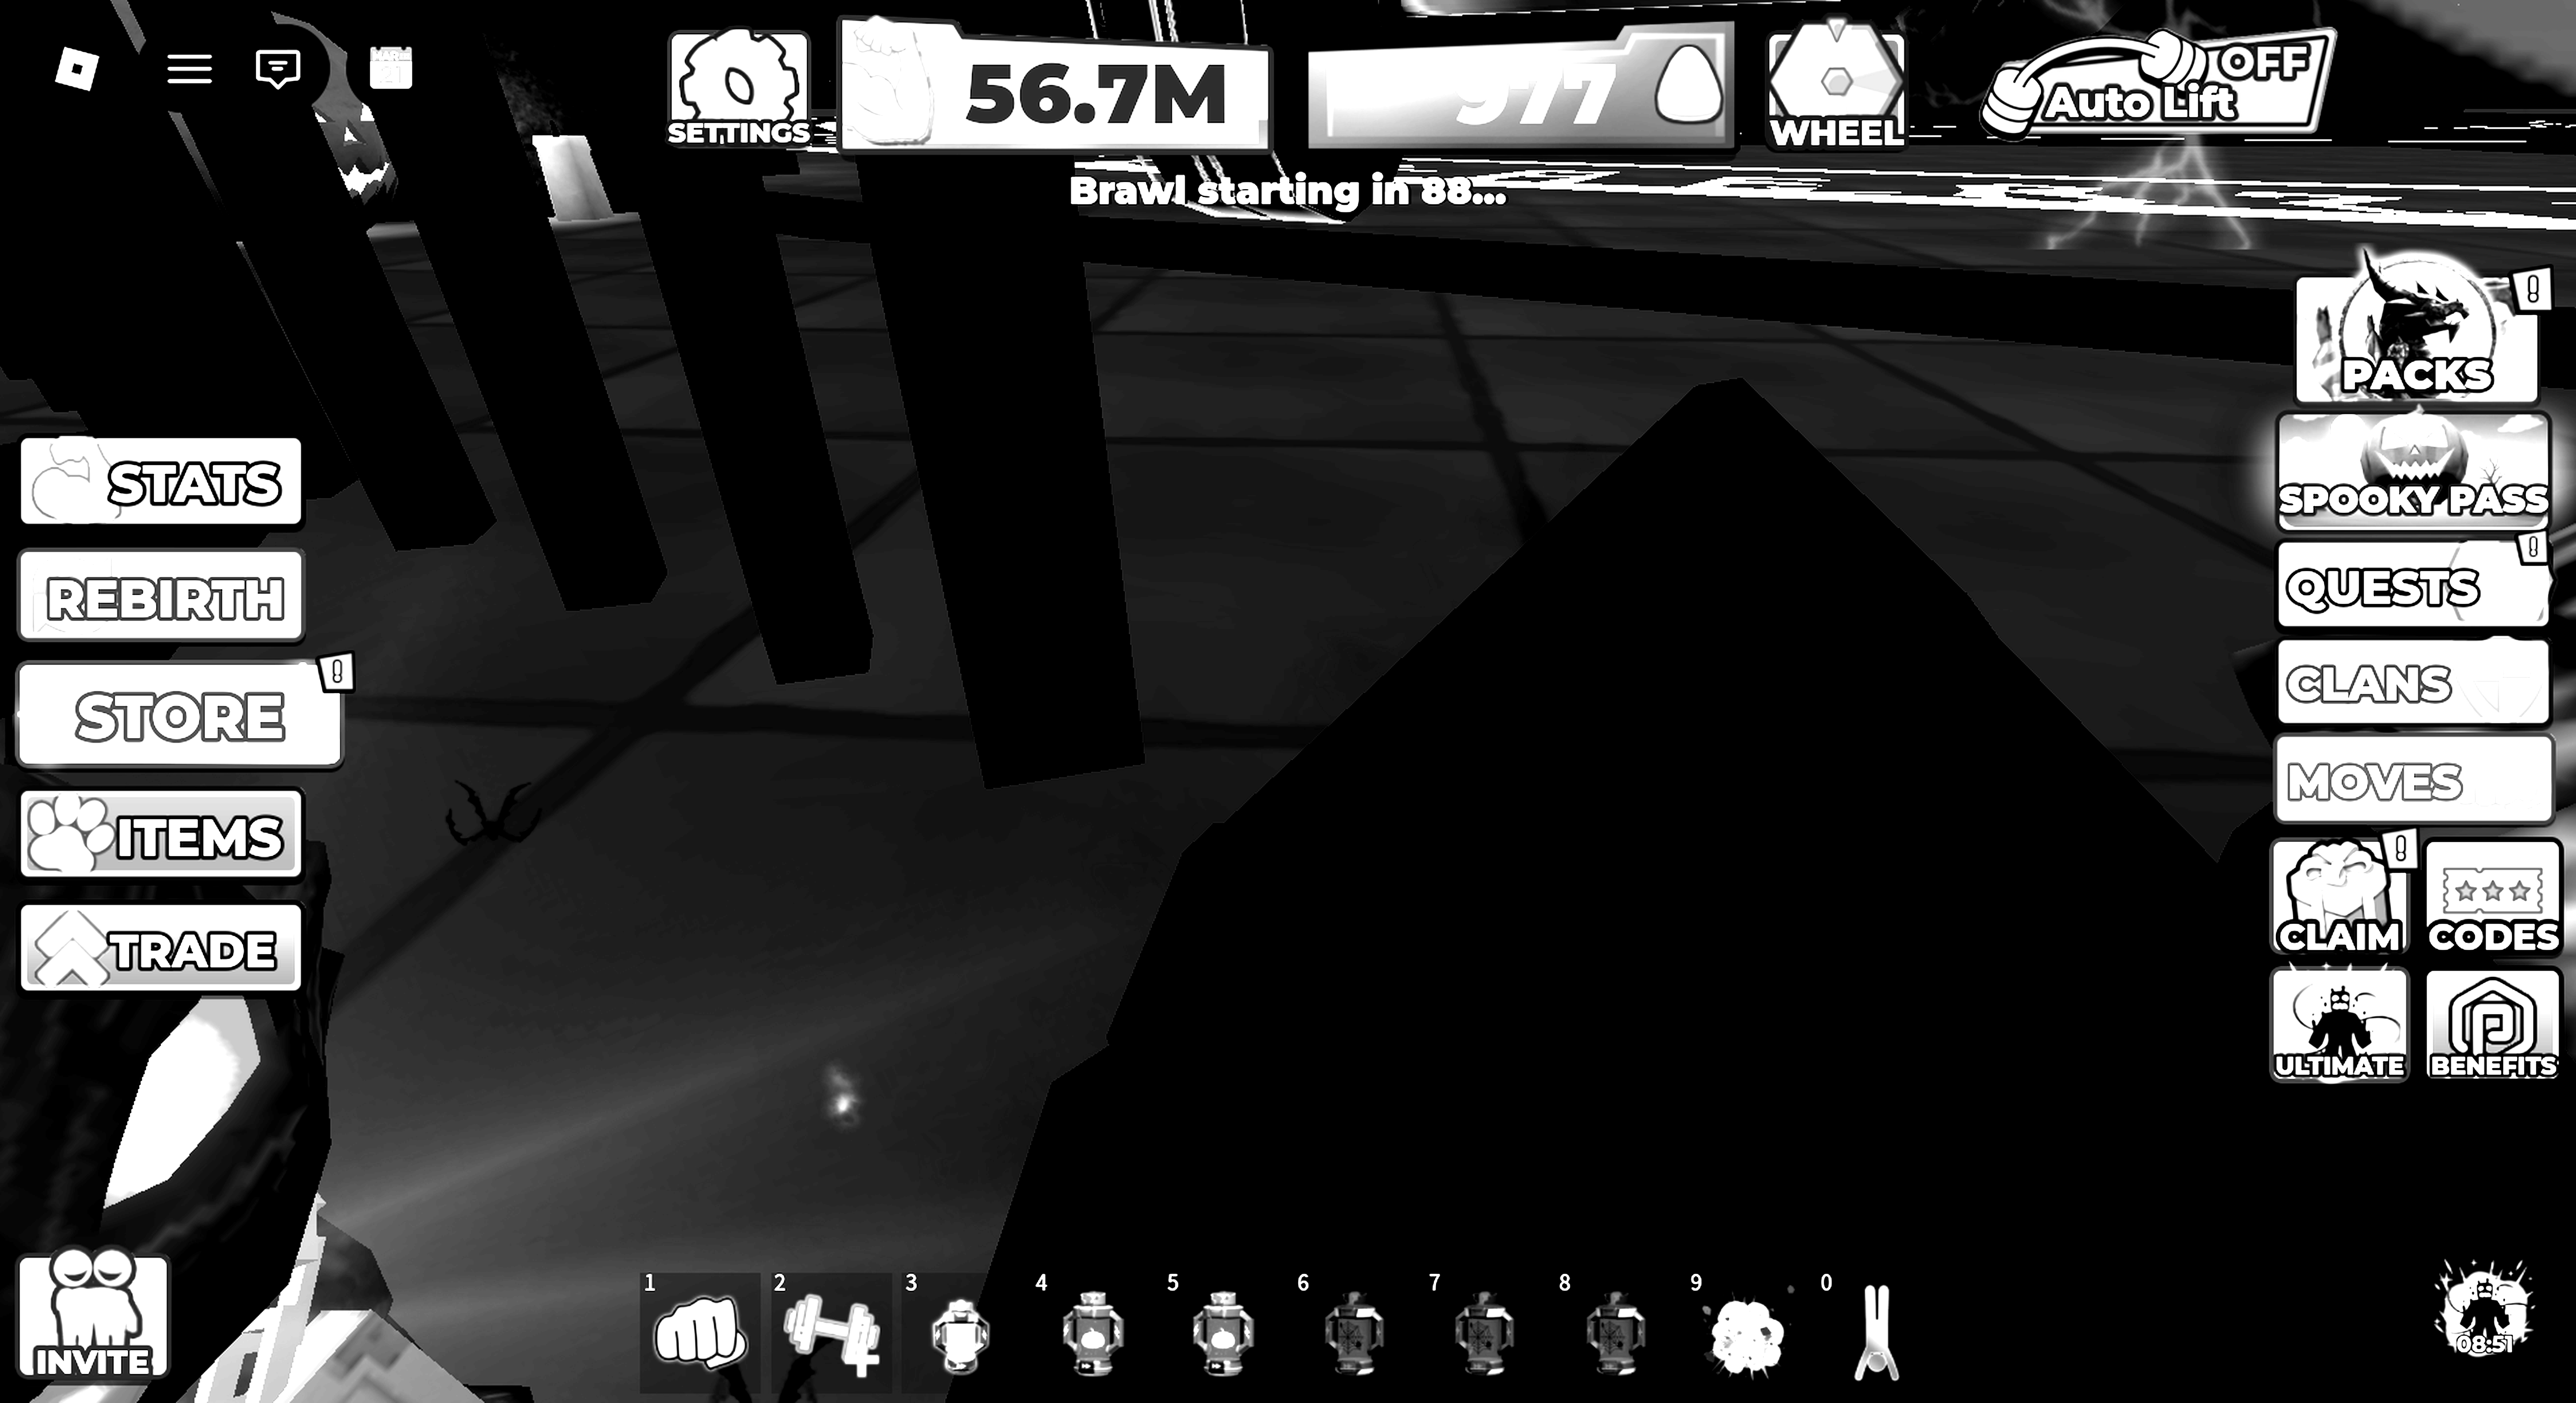 SETTINGS
56.7M
977
WHEEL
OFF
Auto Lift
Brawl starting in 88...
PACKS
!
STATS
SPOOKY PASS
REBIRTH
QUESTS
!
STORE
!
CLANS
MOVES
ITEMS
CLAIM
!
CODES
TRADE
ULTIMATE
BENEFITS
INVITE
1
2
3
4
5
6
7
8
9
0
08:51